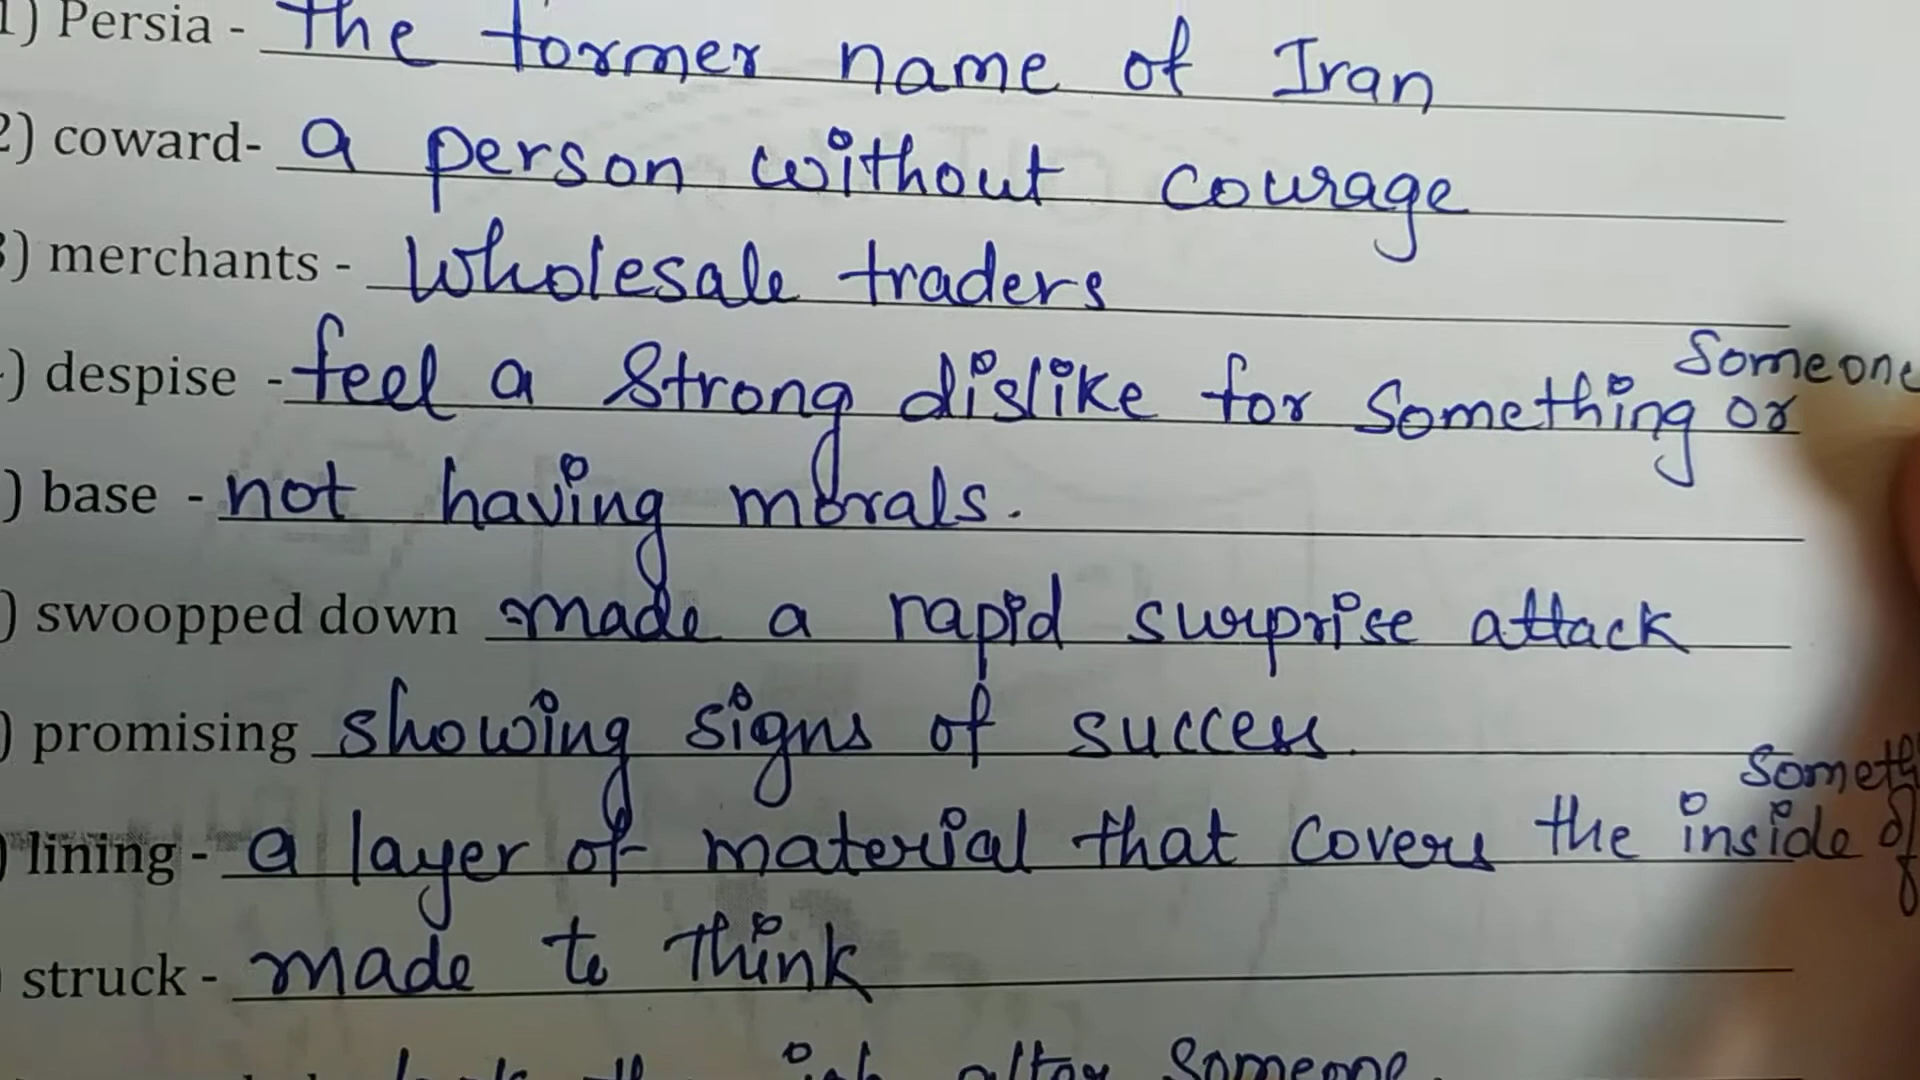 1) Persia - the former name of Iran
2) coward- a person without courage
3) merchants - Wholesale traders
) despise - feel a strong dislike for something or someone
) base - not having morals.
) swoopped down made a rapid surprise attack
) promising showing signs of success.
) lining - a layer of material that covers the inside of
struck - made to think
someone.